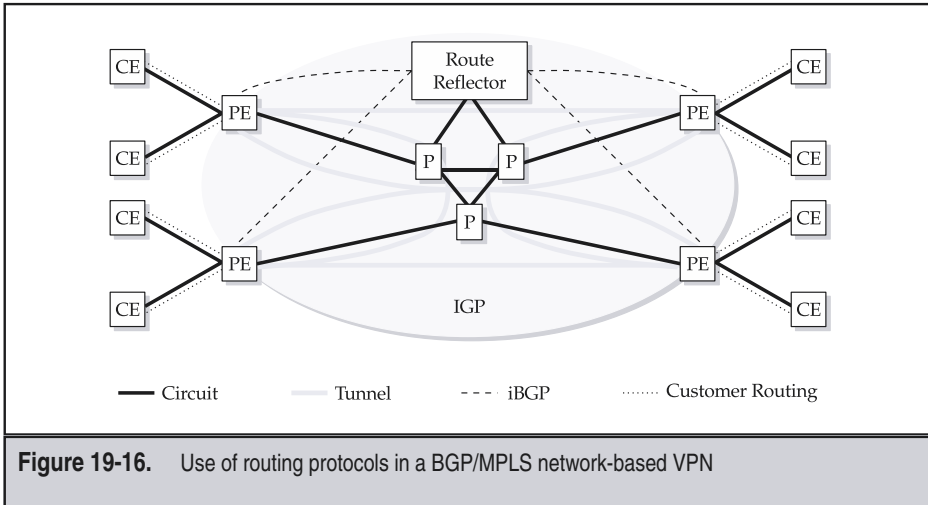 CE
Route
Reflector
CE
PE
PE
CE
P
P
CE
CE
P
CE
PE
PE
CE
IGP
CE
Circuit
Tunnel
iBGP
Customer Routing
Figure 19-16. Use of routing protocols in a BGP/MPLS network-based VPN